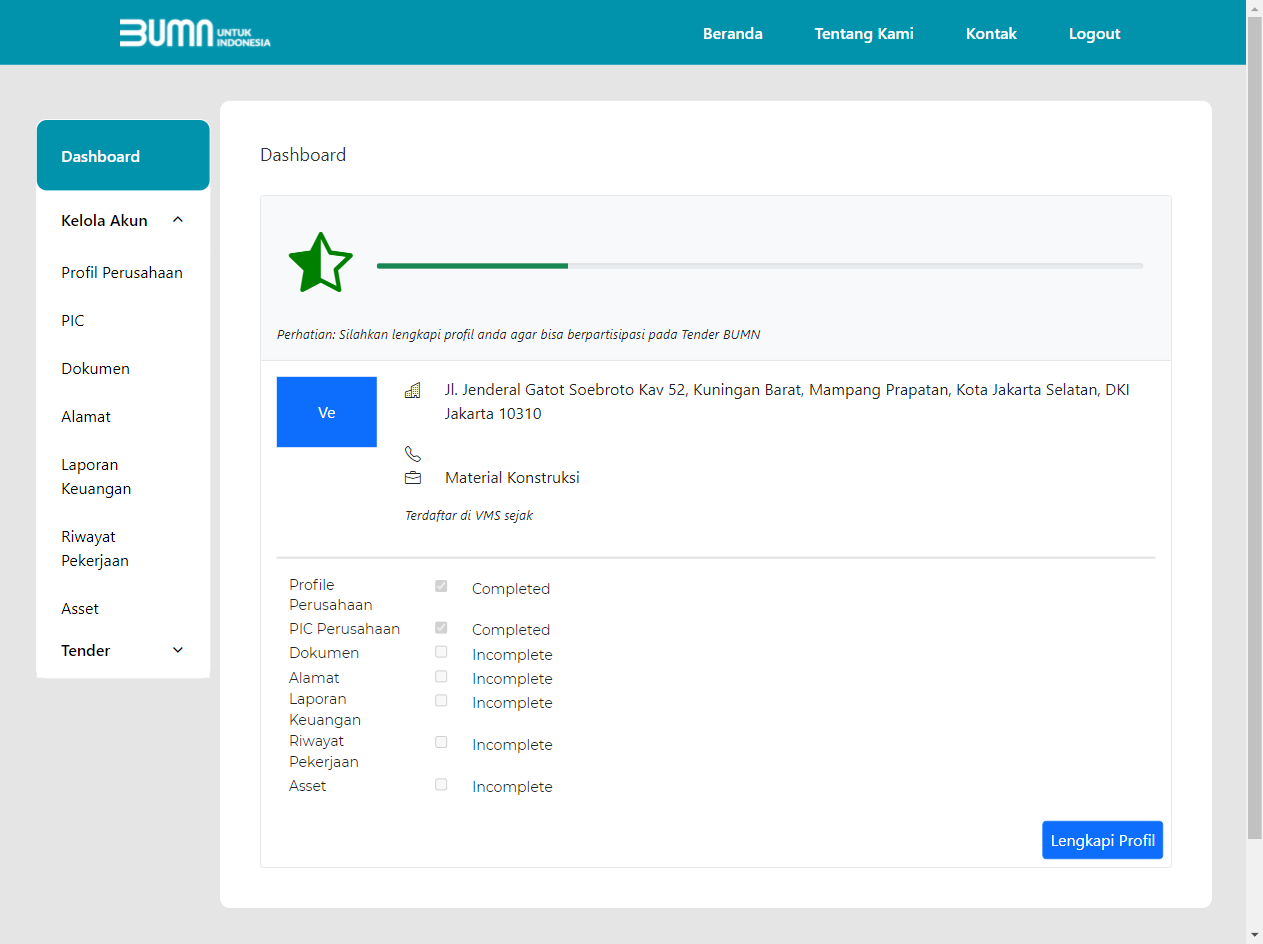 BUMN UNTUK INDONESIA
Beranda Tentang Kami Kontak Logout
Dashboard
Kelola Akun
Profil Perusahaan
PIC
Dokumen
Alamat
Laporan
Keuangan
Riwayat
Pekerjaan
Asset
Tender
Dashboard
Perhatian: Silahkan lengkapi profil anda agar bisa berpartisipasi pada Tender BUMN
Ve
Jl. Jenderal Gatot Soebroto Kav 52, Kuningan Barat, Mampang Prapatan, Kota Jakarta Selatan, DKI
Jakarta 10310
Material Konstruksi
Terdaftar di VMS sejak
Profile
Perusahaan
Completed
PIC Perusahaan Completed
Dokumen Incomplete
Alamat Incomplete
Laporan
Keuangan
Incomplete
Riwayat
Pekerjaan
Incomplete
Asset Incomplete
Lengkapi Profil